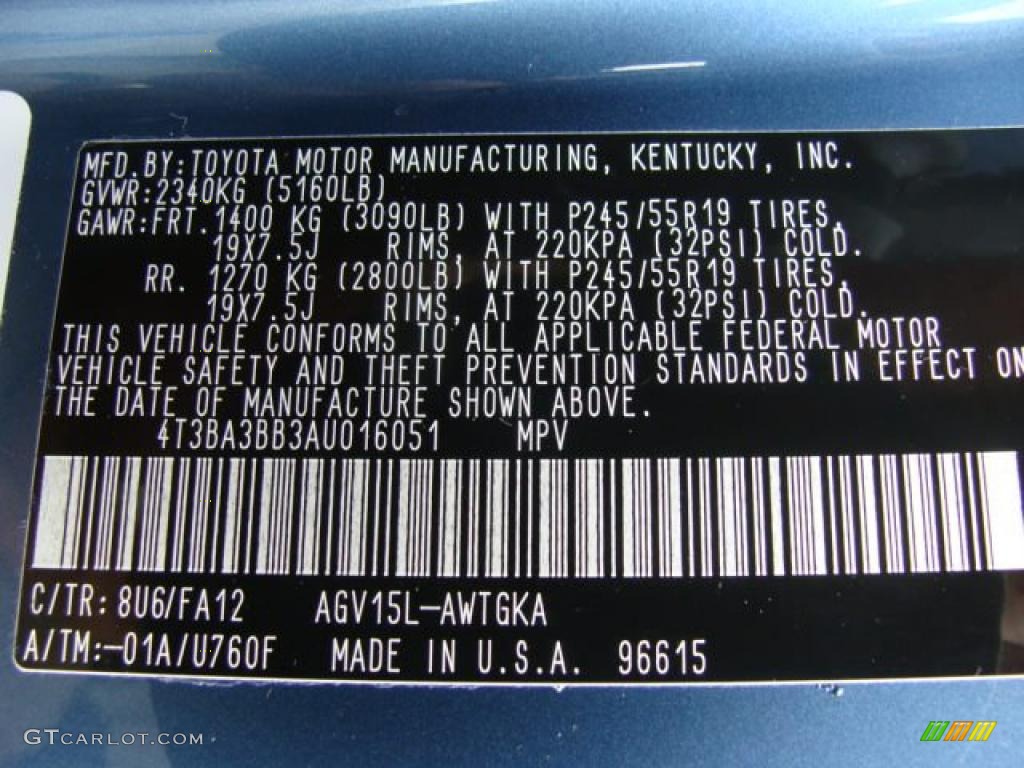 MFD.BY:TOYOTA MOTOR MANUFACTURING, KENTUCKY, INC.
GVWR:2340KG (5160LB)
GAWR:FRT.1400 KG (3090LB) WITH P245/55R19 TIRES,
19X7.5J RIMS, AT 220KPA (32PSI) COLD.
RR. 1270 KG (2800LB) WITH P245/55R19 TIRES,
19X7.5J RIMS, AT 220KPA (32PSI) COLD.
THIS VEHICLE CONFORMS TO ALL APPLICABLE FEDERAL MOTOR
VEHICLE SAFETY AND THEFT PREVENTION STANDARDS IN EFFECT ON
THE DATE OF MANUFACTURE SHOWN ABOVE.
4T3BA3BB3AU016051 MPV
C/TR: 8U6/FA12 AGV15L-AWTGKA
A/TM:-01A/U760F MADE IN U.S.A. 96615
GTCARLOT.COM